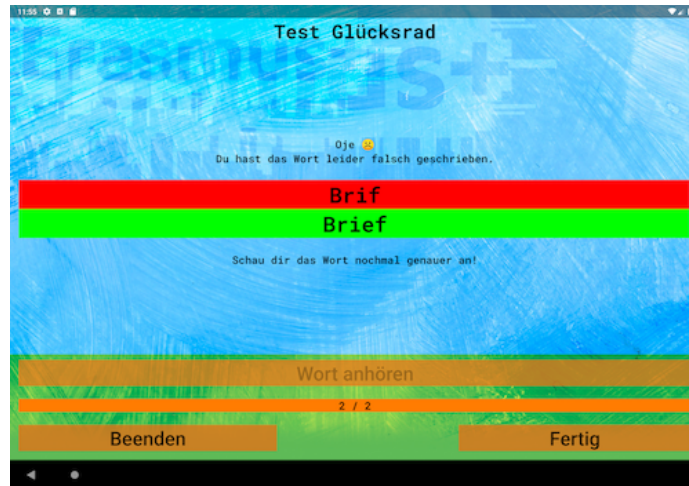 11:55
Test Glücksrad
Erasmus+
Oje
Du hast das Wort leider falsch geschrieben.
Brif
Brief
Schau dir das Wort nochmal genauer an!
Wort anhören
2 / 2
Beenden
Fertig